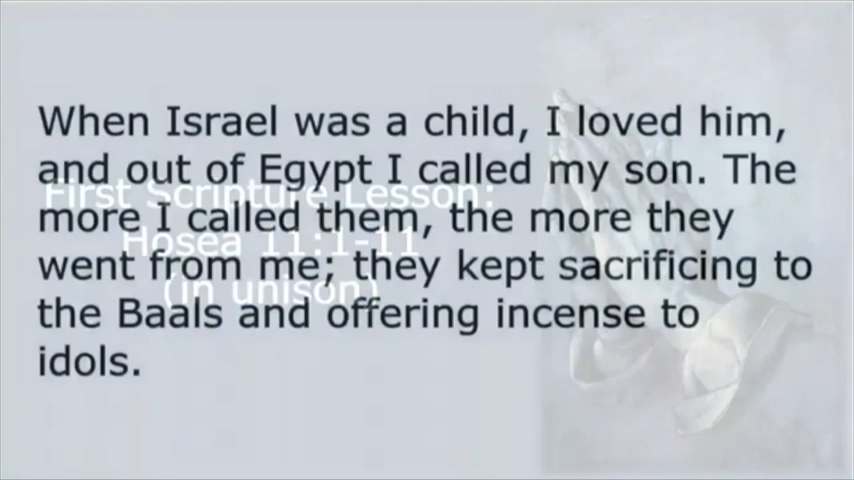 When Israel was a child, I loved him,
and out of Egypt I called my son. The
First Scripture Lesson:
more I called them, the more they
Hosea 11:1-11
went from me; they kept sacrificing to
(in unison)
the Baals and offering incense to
idols.